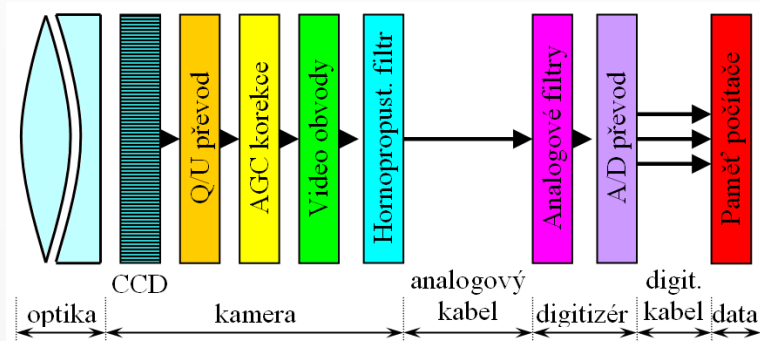 Q/U převod
AGC korekce
Video obvody
Hornopropust. filtr
Analogové filtry
A/D převod
Paměť počítače
CCD
analogový
kabel
digit.
kabel
optika
kamera
digitizér
data